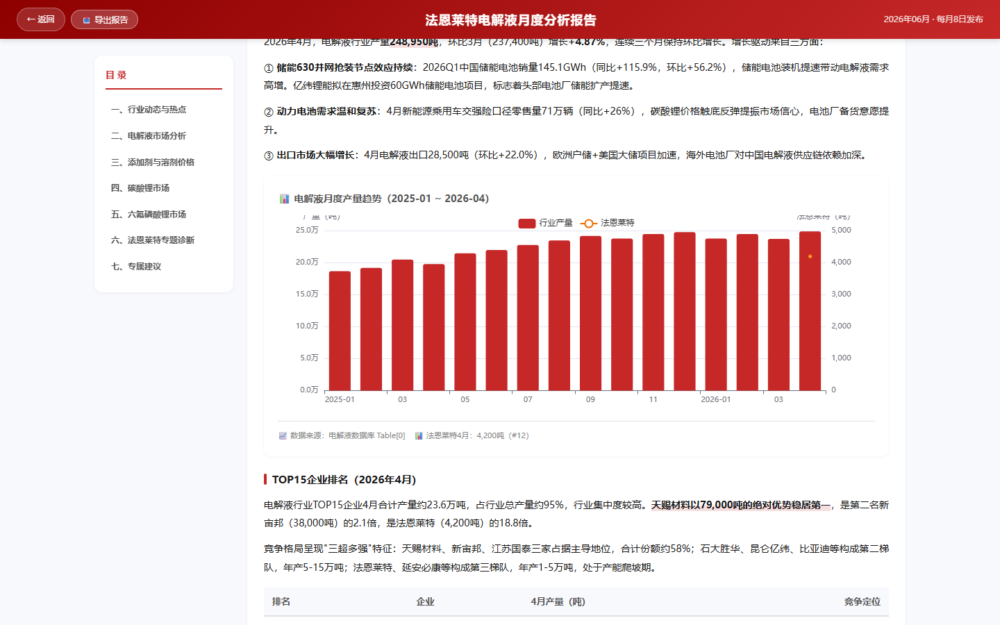 ← 返回
导出报告
法恩莱特电解液月度分析报告
2026年06月 · 每月8日发布
目 录
一、行业动态与热点
二、电解液市场分析
三、添加剂与溶剂价格
四、碳酸锂市场
五、六氟磷酸锂市场
六、法恩莱特专题诊断
七、专属建议
2026年4月，电解液行业产量248,950吨，环比3月（237,400吨）增长+4.87%，连续三个月保持环比增长。增长驱动来自三方面：
① 储能630并网抢装节点效应持续：2026Q1中国储能电池销量145.1GWh（同比+115.9%，环比+56.2%），储能电池装机提速带动电解液需求
高增。亿纬锂能拟在惠州投资60GWh储能电池项目，标志着头部电池厂储能扩产提速。
② 动力电池需求温和复苏：4月新能源乘用车交强险口径零售量71万辆（同比+26%），碳酸锂价格触底反弹提振市场信心，电池厂备货意愿提
升。
③ 出口市场大幅增长：4月电解液出口28,500吨（环比+22.0%），欧洲户储+美国大储项目加速，海外电池厂对中国电解液供应链依赖加深。
电解液月度产量趋势（2025-01 ~ 2026-04）
产量（吨）
行业产量
法恩莱特
法恩莱特（吨）
25.0万
20.0万
15.0万
10.0万
5.0万
0.0万
5,000
4,000
3,000
2,000
1,000
0
2025-01
03
05
07
09
11
2026-01
03
数据来源：电解液数据库 Table[0]
法恩莱特4月：4,200吨（#12）
TOP15企业排名（2026年4月）
电解液行业TOP15企业4月合计产量约23.6万吨，占行业总产量约95%，行业集中度较高。天赐材料以79,000吨的绝对优势稳居第一，是第二名新
宙邦（38,000吨）的2.1倍，是法恩莱特（4,200吨）的18.8倍。
竞争格局呈现"三超多强"特征：天赐材料、新宙邦、江苏国泰三家占据主导地位，合计份额约58%；石大胜华、昆仑亿纬、比亚迪等构成第二梯
队，年产5-15万吨；法恩莱特、延安必康等构成第三梯队，年产1-5万吨，处于产能爬坡期。
排名
企业
4月产量（吨）
竞争定位